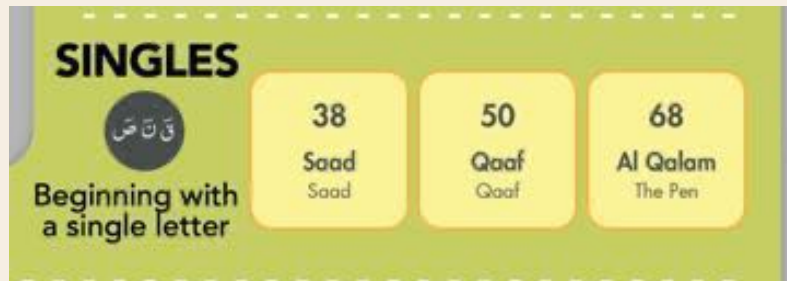 SINGLES
قۤ نۤ صۤ
Beginning with
a single letter
38
Saad
Saad
50
Qaaf
Qaaf
68
Al Qalam
The Pen